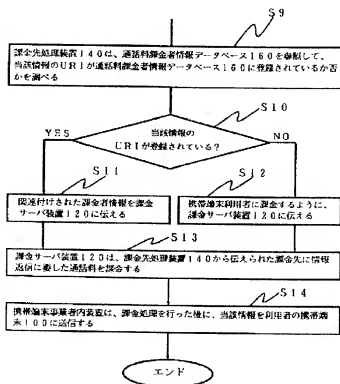 S9
課金先処理装置140は、通話料課金者情報データベース160を参照して、
当該情報のURIが通話料課金者情報データベース160に登録されているか否
かを調べる
S10
YES
当該情報の
URIが登録されている?
NO
S11
S12
関連付けされた課金者情報を課金
サーバ装置120に伝える
携帯端末利用者に課金するように、
課金サーバ装置120に伝える
S13
課金サーバ装置120は、課金先処理装置140から伝えられた課金先に情報
返信に要した通話料を課金する
S14
携帯端末事業者内装置は、課金処理を行った後に、当該情報を利用者の携帯端
末100に送信する
エンド